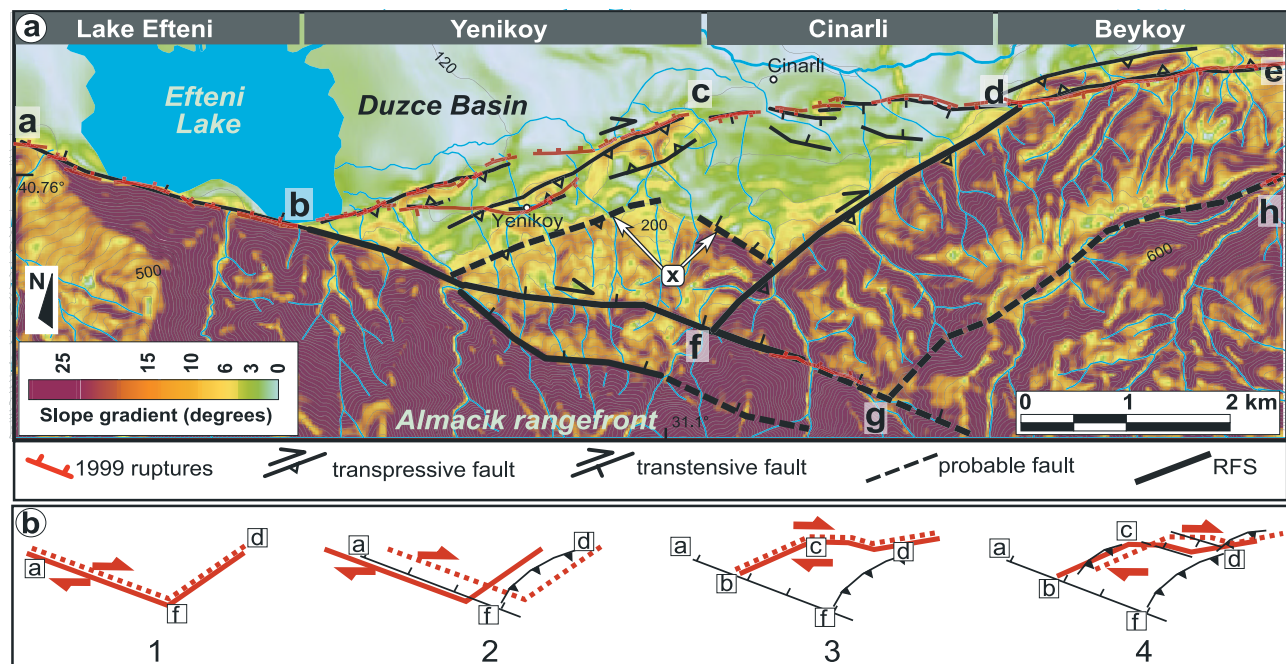 a
Lake Efteni Yenikoy Cinarli Beykoy
120
Cinarli
Efteni
Lake
Duzce Basin
a
c
d
e
40.76°
b
Yenikoy
200
h
x
500
600
N
f
25 15 10 6 3 0
Slope gradient (degrees)
Almacik rangefront
31.1°
g
0 1 2 km
1999 ruptures transpressive fault transtensive fault probable fault RFS
b
a d f
a d f
a b c d f
a b c d f
1 2 3 4